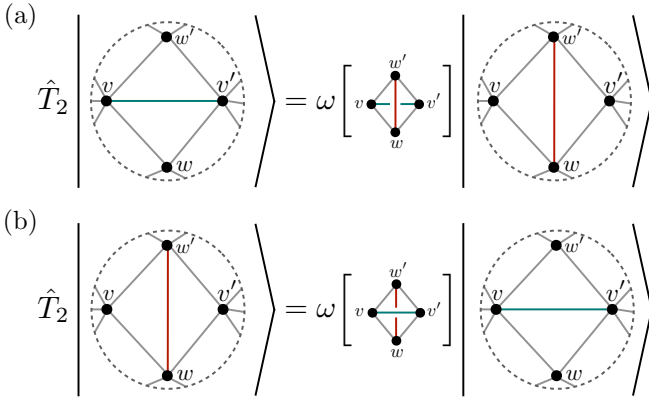 (a)
w′
v v′
T̂₂ = ω [ v w′ v′ w ] v v′
w w
w′
(b)
w′
v v′
T̂₂ = ω [ v w′ v′ w ] v v′
w w
w′